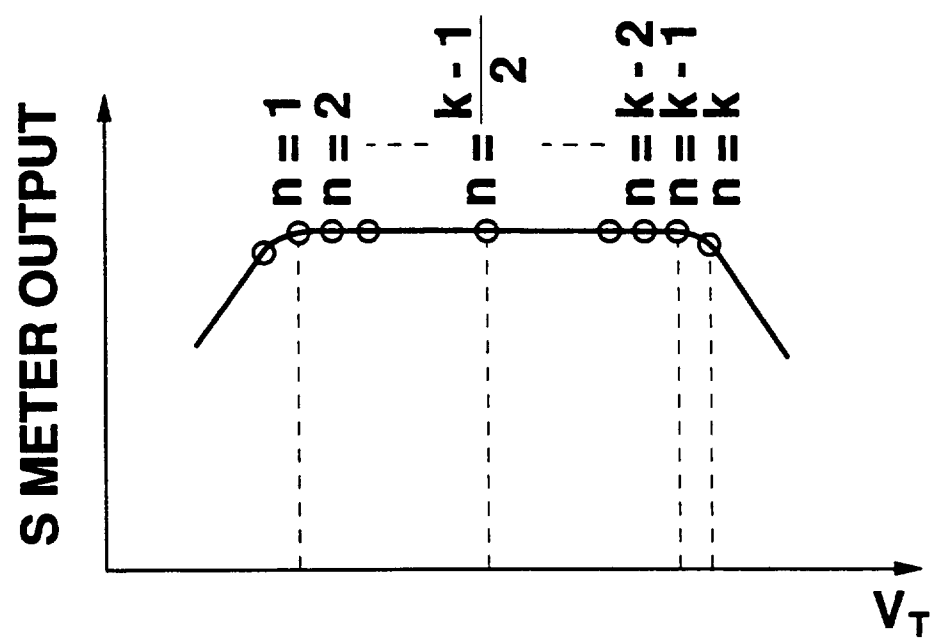 S METER OUTPUT
n = 1
n = 2
n = k - 1 / 2
n = k - 2
n = k - 1
n = k
V_T